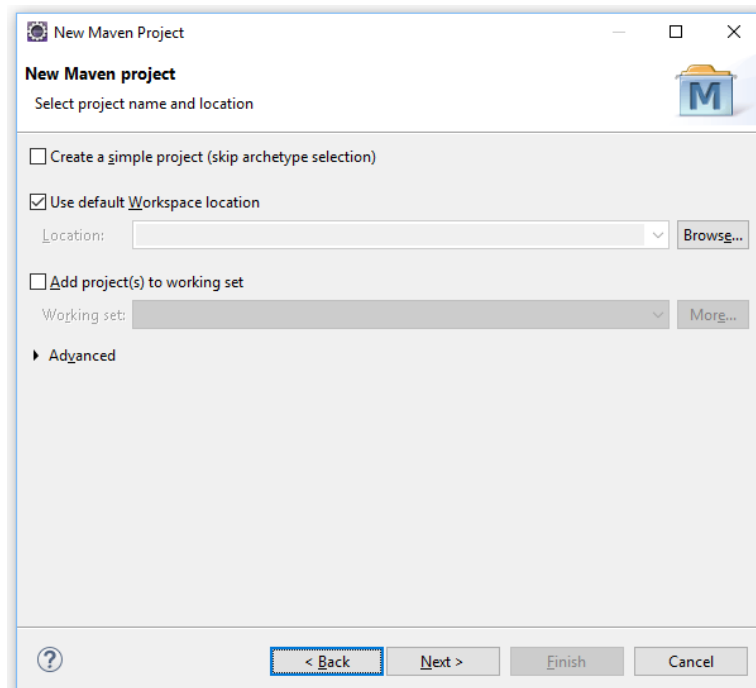 New Maven Project
New Maven project
Select project name and location
M
Create a simple project (skip archetype selection)
Use default Workspace location
Location:
Browse...
Add project(s) to working set
Working set:
More...
Advanced
?
< Back
Next >
Finish
Cancel